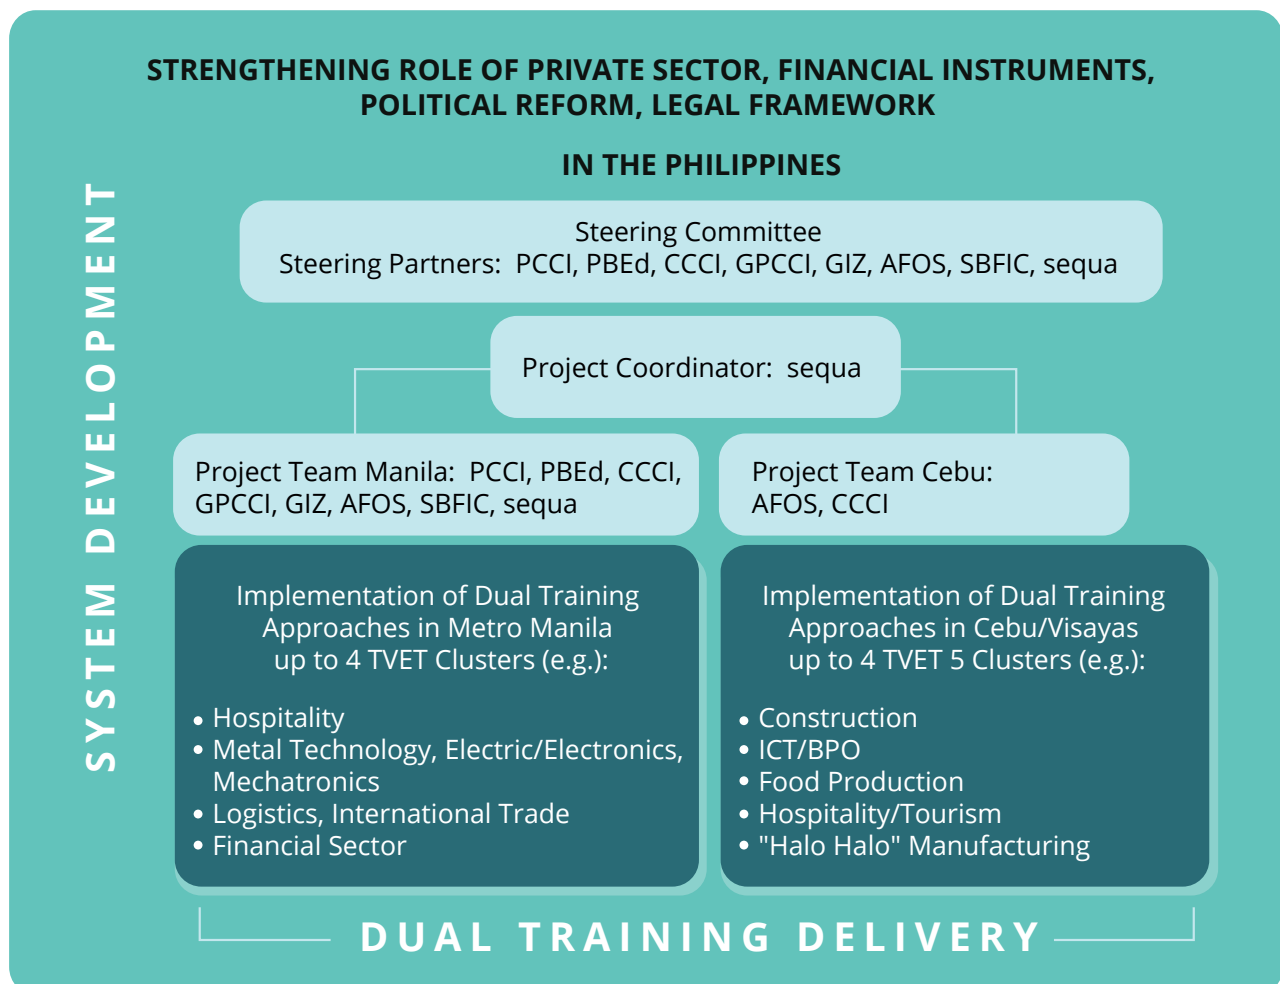 STRENGTHENING ROLE OF PRIVATE SECTOR, FINANCIAL INSTRUMENTS,
POLITICAL REFORM, LEGAL FRAMEWORK
IN THE PHILIPPINES
SYSTEM DEVELOPMENT
Steering Committee
Steering Partners: PCCI, PBEd, CCCI, GPCCI, GIZ, AFOS, SBFIC, sequa
Project Coordinator: sequa
Project Team Manila: PCCI, PBEd, CCCI,
GPCCI, GIZ, AFOS, SBFIC, sequa
Project Team Cebu:
AFOS, CCCI
Implementation of Dual Training
Approaches in Metro Manila
up to 4 TVET Clusters (e.g.):
• Hospitality
• Metal Technology, Electric/Electronics,
Mechatronics
• Logistics, International Trade
• Financial Sector
Implementation of Dual Training
Approaches in Cebu/Visayas
up to 4 TVET 5 Clusters (e.g.):
• Construction
• ICT/BPO
• Food Production
• Hospitality/Tourism
• "Halo Halo" Manufacturing
DUAL TRAINING DELIVERY